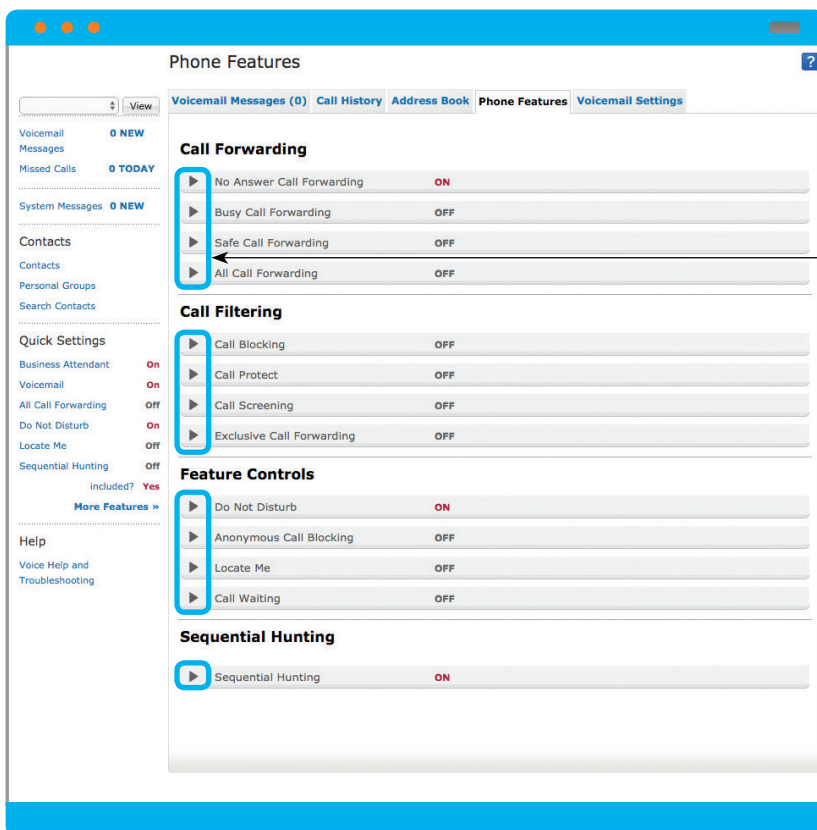 Phone Features
?
View
Voicemail Messages (0) Call History Address Book Phone Features Voicemail Settings
Voicemail Messages 0 NEW
Missed Calls 0 TODAY
System Messages 0 NEW
Contacts
Contacts
Personal Groups
Search Contacts
Quick Settings
Business Attendant On
Voicemail On
All Call Forwarding Off
Do Not Disturb On
Locate Me Off
Sequential Hunting Off
included? Yes
More Features »
Help
Voice Help and
Troubleshooting
Call Forwarding
No Answer Call Forwarding ON
Busy Call Forwarding OFF
Safe Call Forwarding OFF
All Call Forwarding OFF
Call Filtering
Call Blocking OFF
Call Protect OFF
Call Screening OFF
Exclusive Call Forwarding OFF
Feature Controls
Do Not Disturb ON
Anonymous Call Blocking OFF
Locate Me OFF
Call Waiting OFF
Sequential Hunting
Sequential Hunting ON